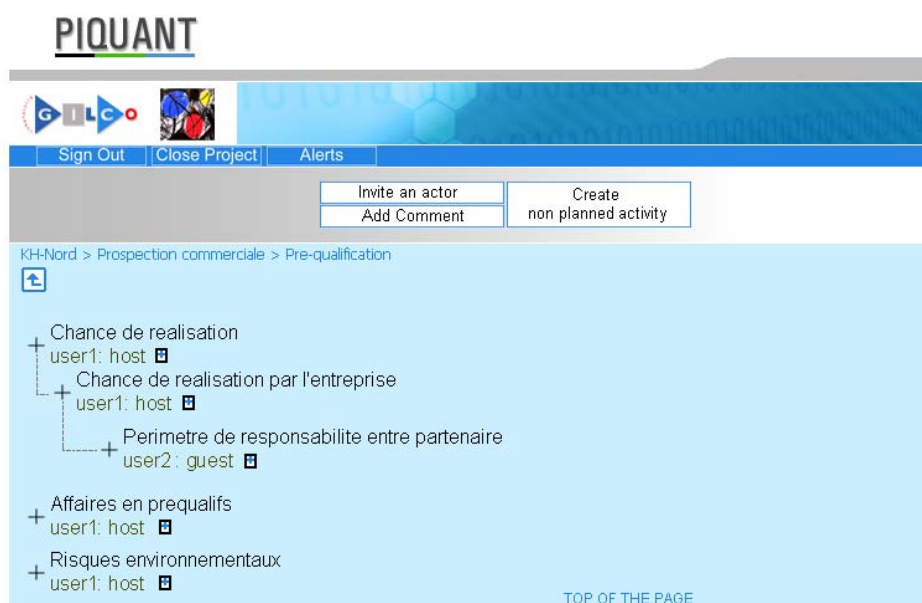 PIQUANT
GILCO
Sign Out Close Project Alerts
Invite an actor
Add Comment
Create
non planned activity
KH-Nord > Prospection commerciale > Pre-qualification
Chance de realisation
user1: host
Chance de realisation par l'entreprise
user1: host
Perimetre de responsabilite entre partenaire
user2 : guest
Affaires en prequalifs
user1: host
Risques environnementaux
user1: host
TOP OF THE PAGE